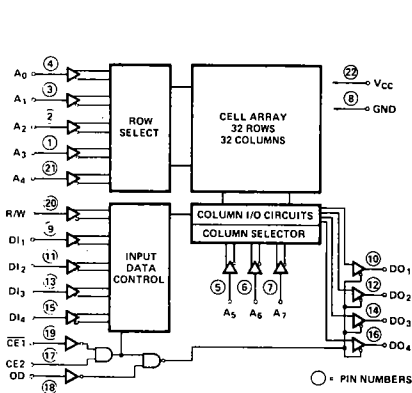 A0 4
A1 3
A2 2
A3 1
A4 21
ROW SELECT
CELL ARRAY
32 ROWS
32 COLUMNS
22 VCC
8 GND
R/W 20
DI1 9
DI2 11
DI3 13
DI4 15
INPUT DATA CONTROL
COLUMN I/O CIRCUITS
COLUMN SELECTOR
5 6 7
A5 A6 A7
10 DO1
12 DO2
14 DO3
16 DO4
CE1 19
CE2 17
OD 18
= PIN NUMBERS